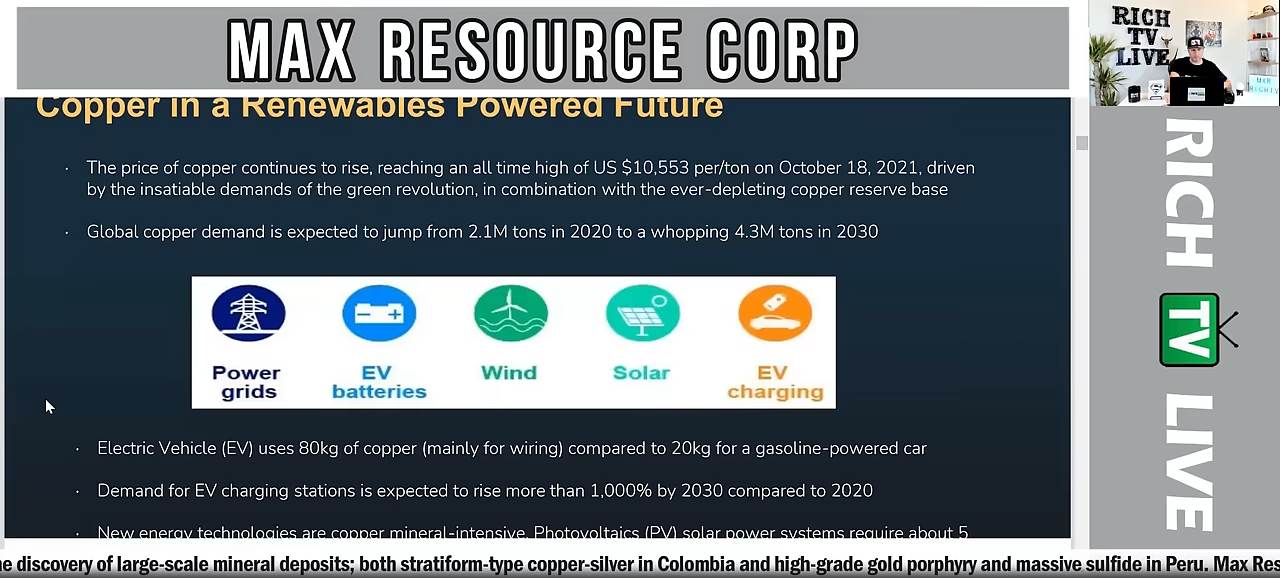 MAX RESOURCE CORP
RICH
TV
LIVE
Copper in a Renewables Powered Future
· The price of copper continues to rise, reaching an all time high of US $10,553 per/ton on October 18, 2021, driven
by the insatiable demands of the green revolution, in combination with the ever-depleting copper reserve base
· Global copper demand is expected to jump from 2.1M tons in 2020 to a whopping 4.3M tons in 2030
Power
grids
EV
batteries
Wind
Solar
EV
charging
· Electric Vehicle (EV) uses 80kg of copper (mainly for wiring) compared to 20kg for a gasoline-powered car
· Demand for EV charging stations is expected to rise more than 1,000% by 2030 compared to 2020
· New energy technologies are copper mineral-intensive. Photovoltaics (PV) solar power systems require about 5
RICH TV LIVE
e discovery of large-scale mineral deposits; both stratiform-type copper-silver in Colombia and high-grade gold porphyry and massive sulfide in Peru. Max Res